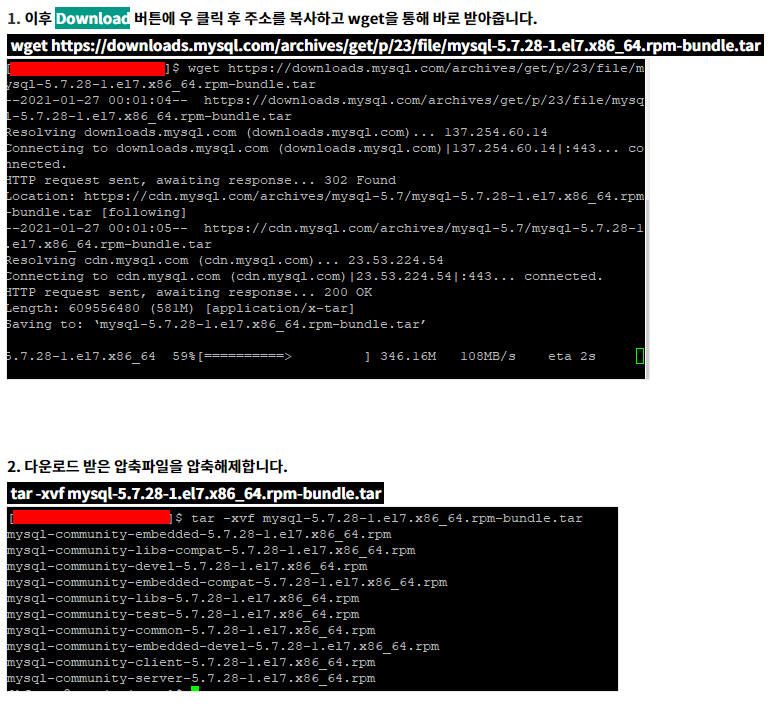 1. 이후 Download 버튼에 우 클릭 후 주소를 복사하고 wget을 통해 바로 받아줍니다.
wget https://downloads.mysql.com/archives/get/p/23/file/mysql-5.7.28-1.el7.x86_64.rpm-bundle.tar
[ ]$ wget https://downloads.mysql.com/archives/get/p/23/file/m
ysql-5.7.28-1.el7.x86_64.rpm-bundle.tar
--2021-01-27 00:01:04--  https://downloads.mysql.com/archives/get/p/23/file/mysq
l-5.7.28-1.el7.x86_64.rpm-bundle.tar
Resolving downloads.mysql.com (downloads.mysql.com)... 137.254.60.14
Connecting to downloads.mysql.com (downloads.mysql.com)|137.254.60.14|:443... co
nnected.
HTTP request sent, awaiting response... 302 Found
Location: https://cdn.mysql.com/archives/mysql-5.7/mysql-5.7.28-1.el7.x86_64.rpm
-bundle.tar [following]
--2021-01-27 00:01:05--  https://cdn.mysql.com/archives/mysql-5.7/mysql-5.7.28-1
.el7.x86_64.rpm-bundle.tar
Resolving cdn.mysql.com (cdn.mysql.com)... 23.53.224.54
Connecting to cdn.mysql.com (cdn.mysql.com)|23.53.224.54|:443... connected.
HTTP request sent, awaiting response... 200 OK
Length: 609556480 (581M) [application/x-tar]
Saving to: ‘mysql-5.7.28-1.el7.x86_64.rpm-bundle.tar’
5.7.28-1.el7.x86_64  59%[==========>         ] 346.16M   108MB/s    eta 2s
2. 다운로드 받은 압축파일을 압축해제합니다.
tar -xvf mysql-5.7.28-1.el7.x86_64.rpm-bundle.tar
[ ]$ tar -xvf mysql-5.7.28-1.el7.x86_64.rpm-bundle.tar
mysql-community-embedded-5.7.28-1.el7.x86_64.rpm
mysql-community-libs-compat-5.7.28-1.el7.x86_64.rpm
mysql-community-devel-5.7.28-1.el7.x86_64.rpm
mysql-community-embedded-compat-5.7.28-1.el7.x86_64.rpm
mysql-community-libs-5.7.28-1.el7.x86_64.rpm
mysql-community-test-5.7.28-1.el7.x86_64.rpm
mysql-community-common-5.7.28-1.el7.x86_64.rpm
mysql-community-embedded-devel-5.7.28-1.el7.x86_64.rpm
mysql-community-client-5.7.28-1.el7.x86_64.rpm
mysql-community-server-5.7.28-1.el7.x86_64.rpm